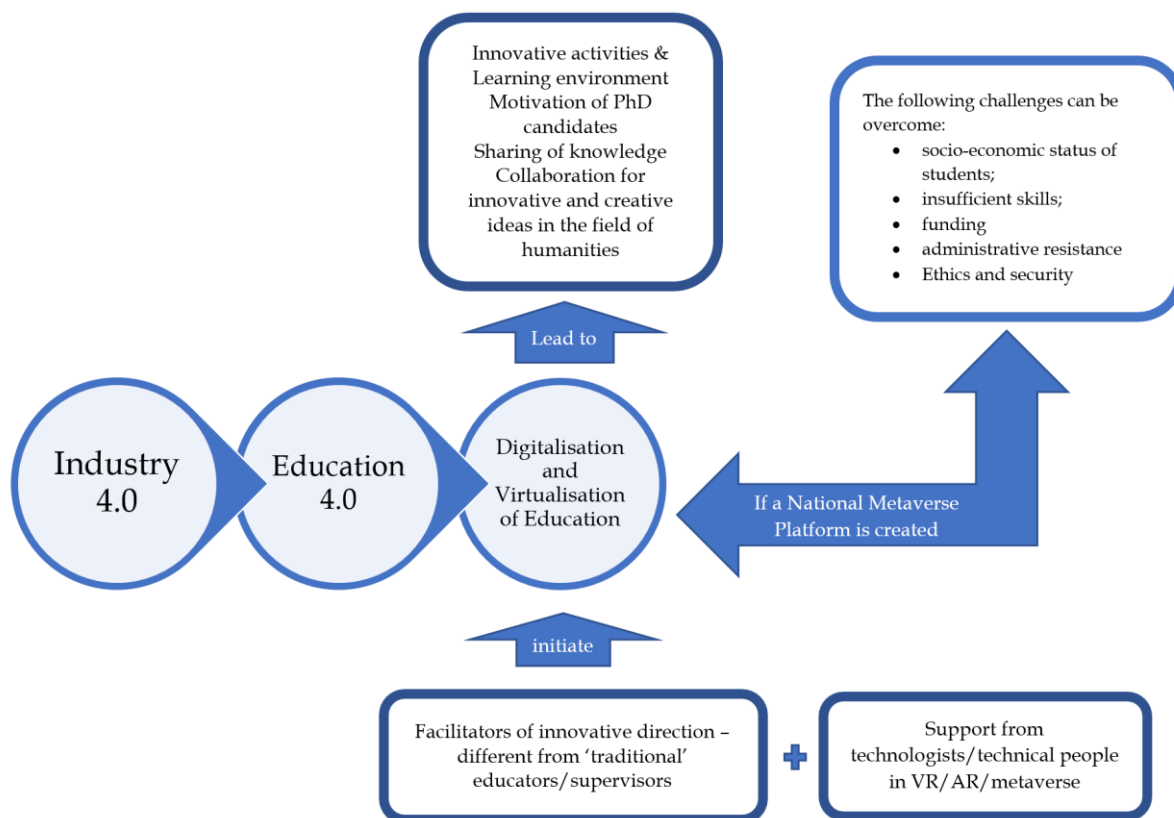 Innovative activities &
Learning environment
Motivation of PhD
candidates
Sharing of knowledge
Collaboration for
innovative and creative
ideas in the field of
humanities
The following challenges can be
overcome:
• socio-economic status of
students;
• insufficient skills;
• funding
• administrative resistance
• Ethics and security
Lead to
Industry
4.0
Education
4.0
Digitalisation
and
Virtualisation
of Education
If a National Metaverse
Platform is created
initiate
Facilitators of innovative direction –
different from ‘traditional’
educators/supervisors
Support from
technologists/technical people
in VR/AR/metaverse